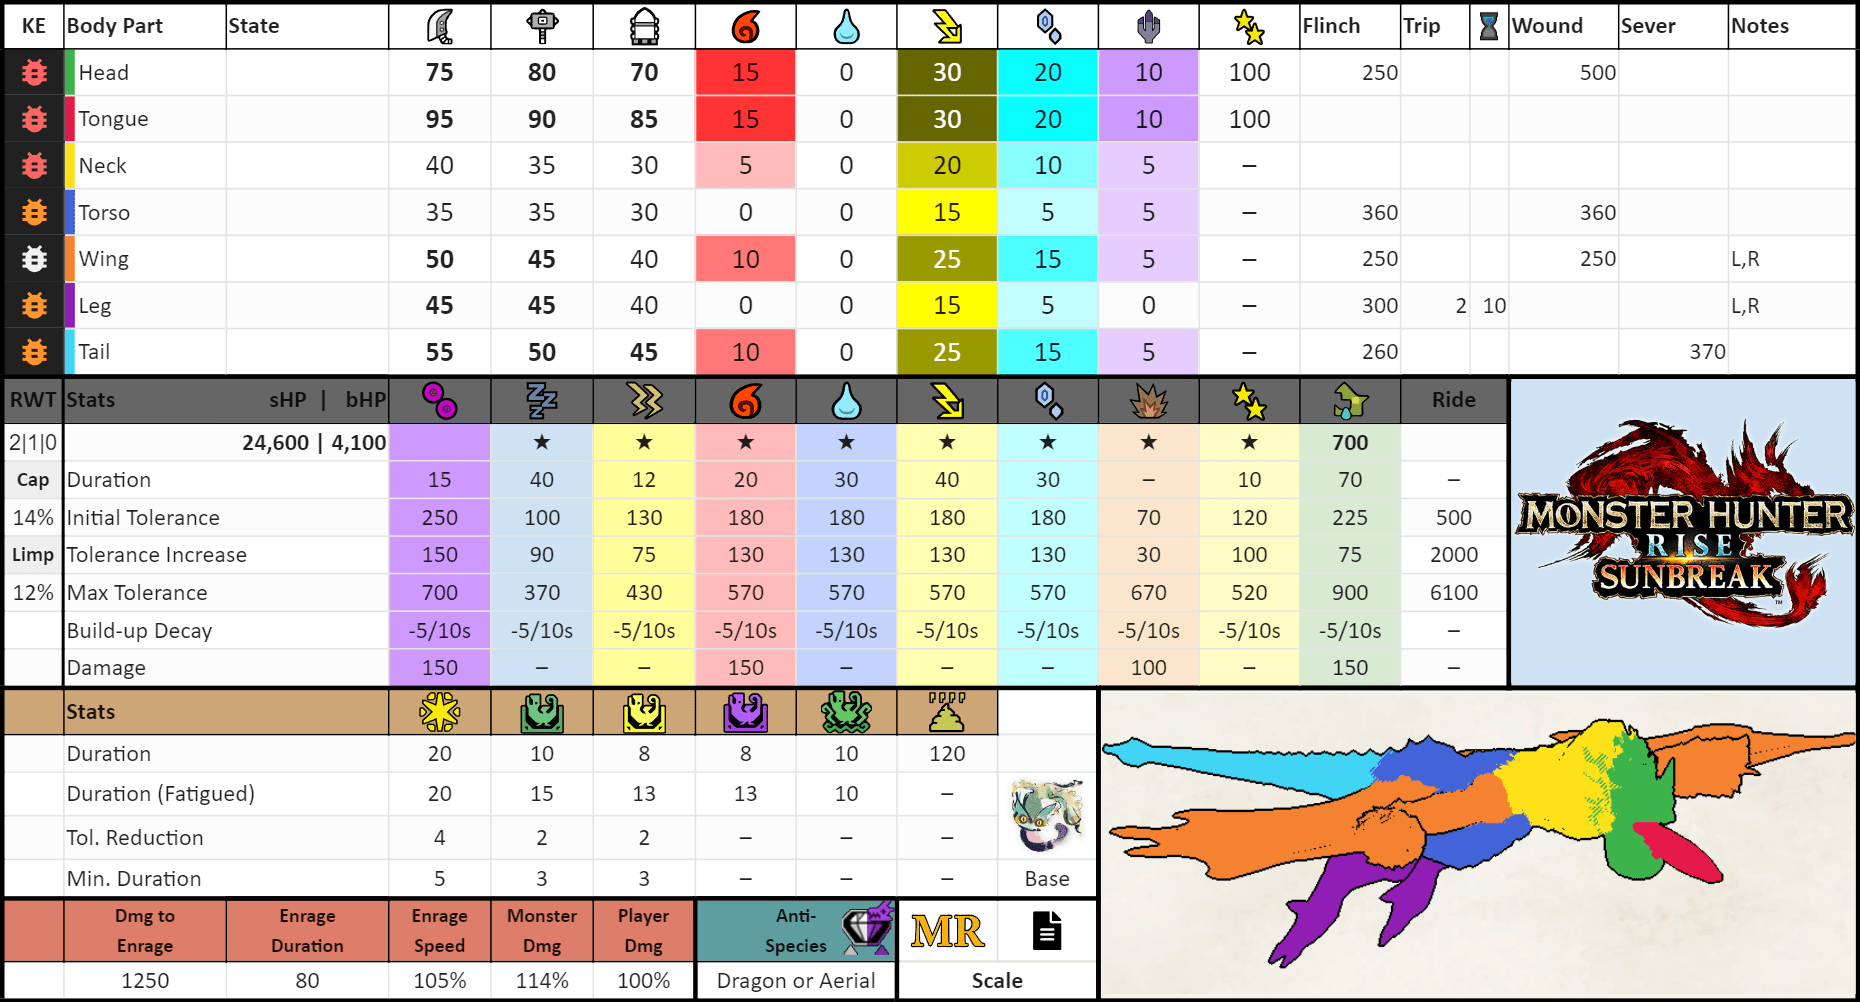 KE Body Part State Flinch Trip Wound Sever Notes
Head 75 80 70 15 0 30 20 10 100 250 500
Tongue 95 90 85 15 0 30 20 10 100
Neck 40 35 30 5 0 20 10 5 –
Torso 35 35 30 0 0 15 5 5 – 360 360
Wing 50 45 40 10 0 25 15 5 – 250 250 L,R
Leg 45 45 40 0 0 15 5 0 – 300 2 10 L,R
Tail 55 50 45 10 0 25 15 5 – 260 370
RWT Stats sHP | bHP Ride
2|1|0 24,600 | 4,100 ★ ★ ★ ★ ★ ★ ★ ★ 700
Cap Duration 15 40 12 20 30 40 30 – 10 70 –
14% Initial Tolerance 250 100 130 180 180 180 180 70 120 225 500
Limp Tolerance Increase 150 90 75 130 130 130 130 30 100 75 2000
12% Max Tolerance 700 370 430 570 570 570 570 670 520 900 6100
Build-up Decay -5/10s -5/10s -5/10s -5/10s -5/10s -5/10s -5/10s -5/10s -5/10s -5/10s –
Damage 150 – – 150 – – – 100 – 150 –
MONSTER HUNTER
RISE
SUNBREAK™
Stats
Duration 20 10 8 8 10 120
Duration (Fatigued) 20 15 13 13 10 –
Tol. Reduction 4 2 2 – – –
Min. Duration 5 3 3 – – – Base
Dmg to Enrage Enrage Monster Player Anti-
Enrage Duration Speed Dmg Dmg Species MR
1250 80 105% 114% 100% Dragon or Aerial Scale